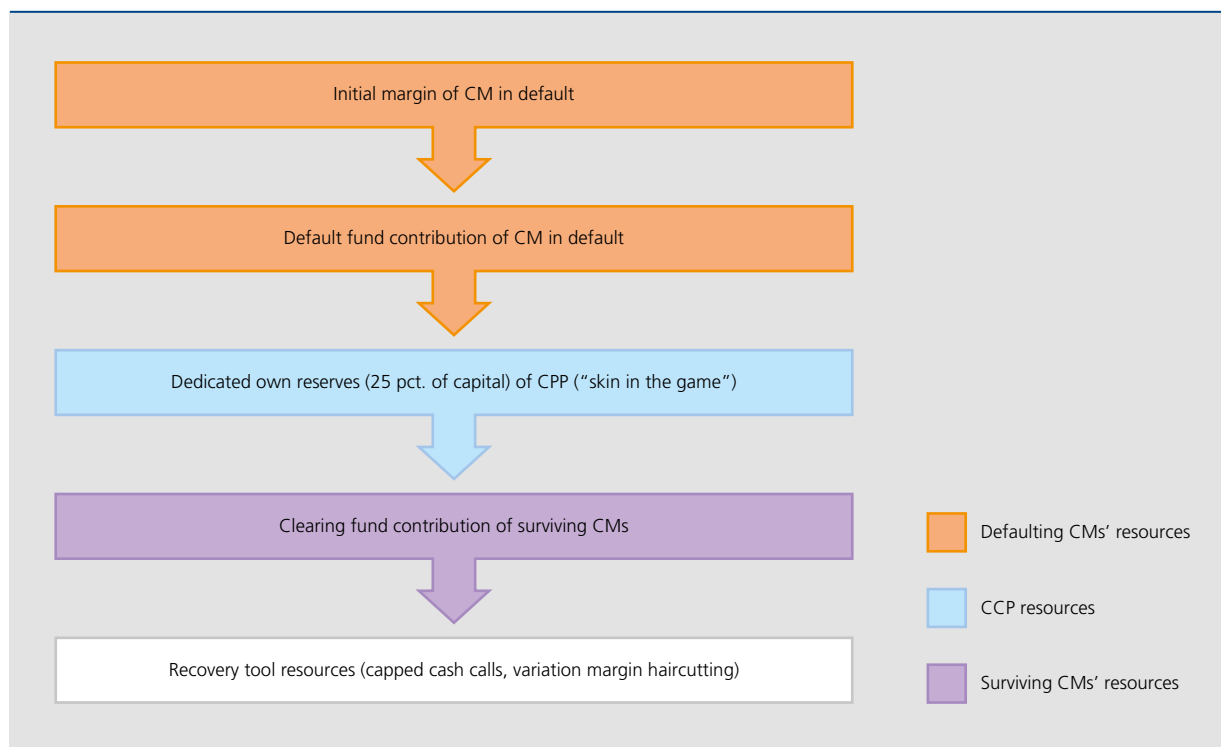 Initial margin of CM in default
Default fund contribution of CM in default
Dedicated own reserves (25 pct. of capital) of CPP (“skin in the game”)
Clearing fund contribution of surviving CMs
Recovery tool resources (capped cash calls, variation margin haircutting)
Defaulting CMs’ resources
CCP resources
Surviving CMs’ resources